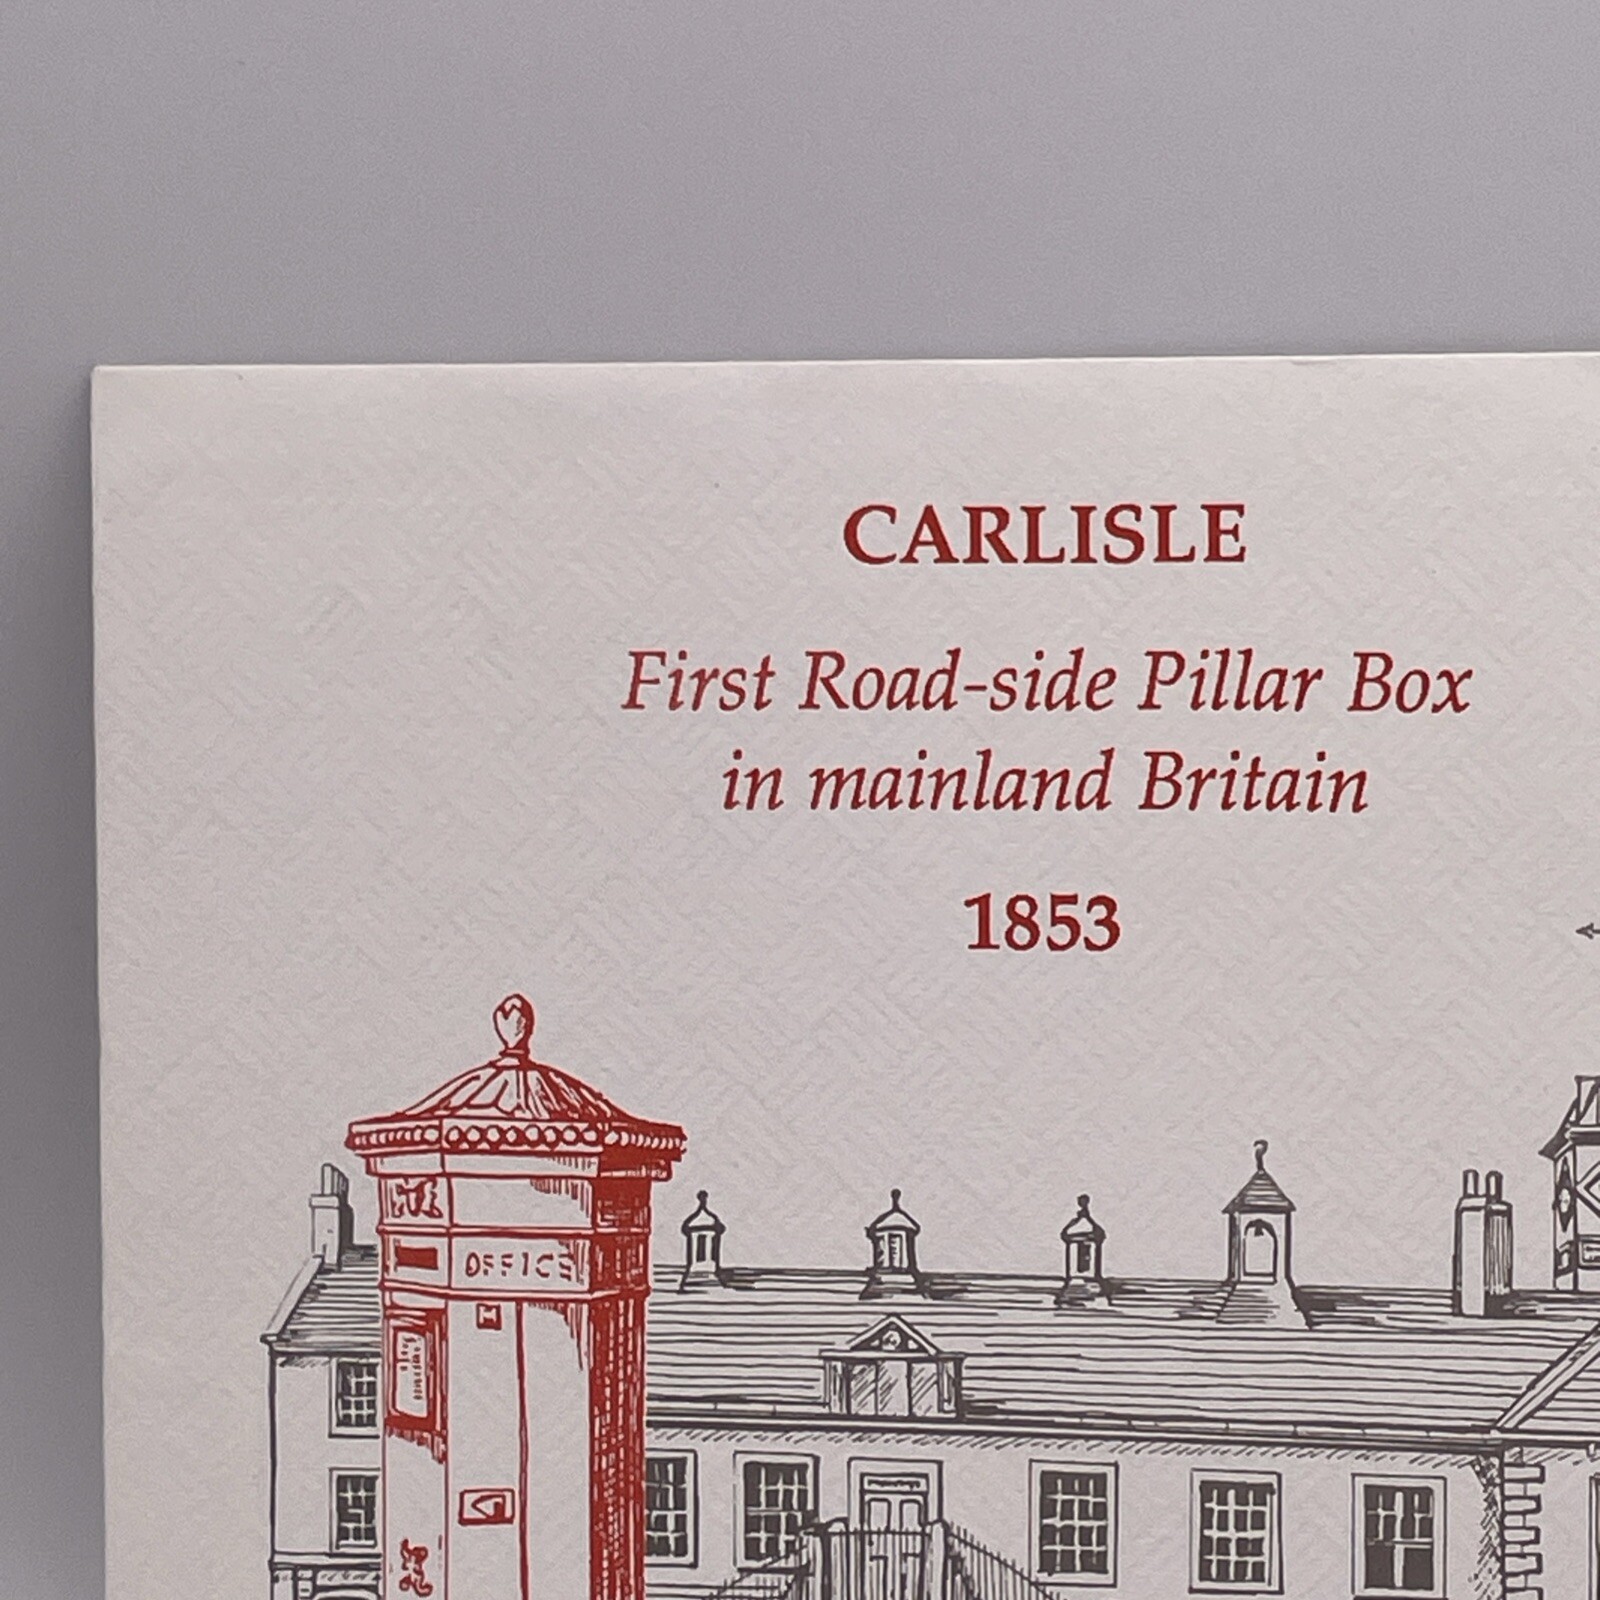 CARLISLE
First Road-side Pillar Box
in mainland Britain
1853
OFFICE